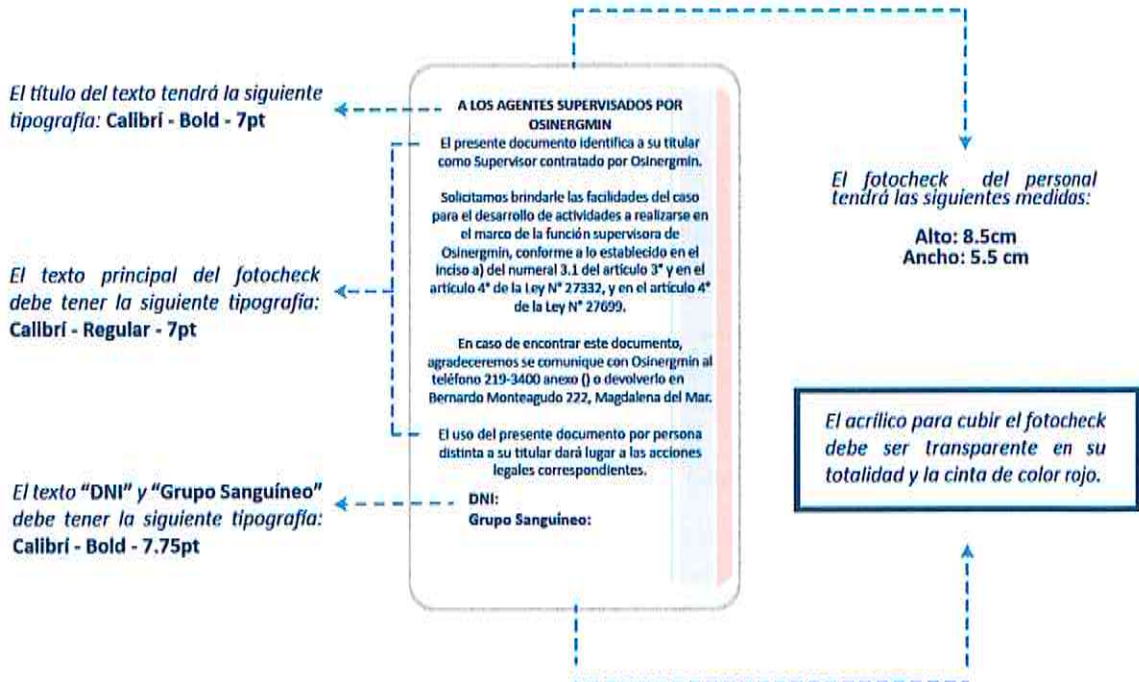 El título del texto tendrá la siguiente
tipografía: Calibrí - Bold - 7pt
El texto principal del fotocheck
debe tener la siguiente tipografía:
Calibrí - Regular - 7pt
El texto “DNI” y “Grupo Sanguíneo”
debe tener la siguiente tipografía:
Calibrí - Bold - 7.75pt
A LOS AGENTES SUPERVISADOS POR
OSINERGMIN
El presente documento identifica a su titular
como Supervisor contratado por Osinergmin.
Solicitamos brindarle las facilidades del caso
para el desarrollo de actividades a realizarse en
el marco de la función supervisora de
Osinergmin, conforme a lo establecido en el
inciso a) del numeral 3.1 del artículo 3° y en el
artículo 4° de la Ley N° 27332, y en el artículo 4°
de la Ley N° 27699.
En caso de encontrar este documento,
agradeceremos se comunique con Osinergmin al
teléfono 219-3400 anexo () o devolverlo en
Bernardo Monteagudo 222, Magdalena del Mar.
El uso del presente documento por persona
distinta a su titular dará lugar a las acciones
legales correspondientes.
DNI:
Grupo Sanguíneo:
El fotocheck del personal
tendrá las siguientes medidas:
Alto: 8.5cm
Ancho: 5.5 cm
El acrílico para cubir el fotocheck
debe ser transparente en su
totalidad y la cinta de color rojo.